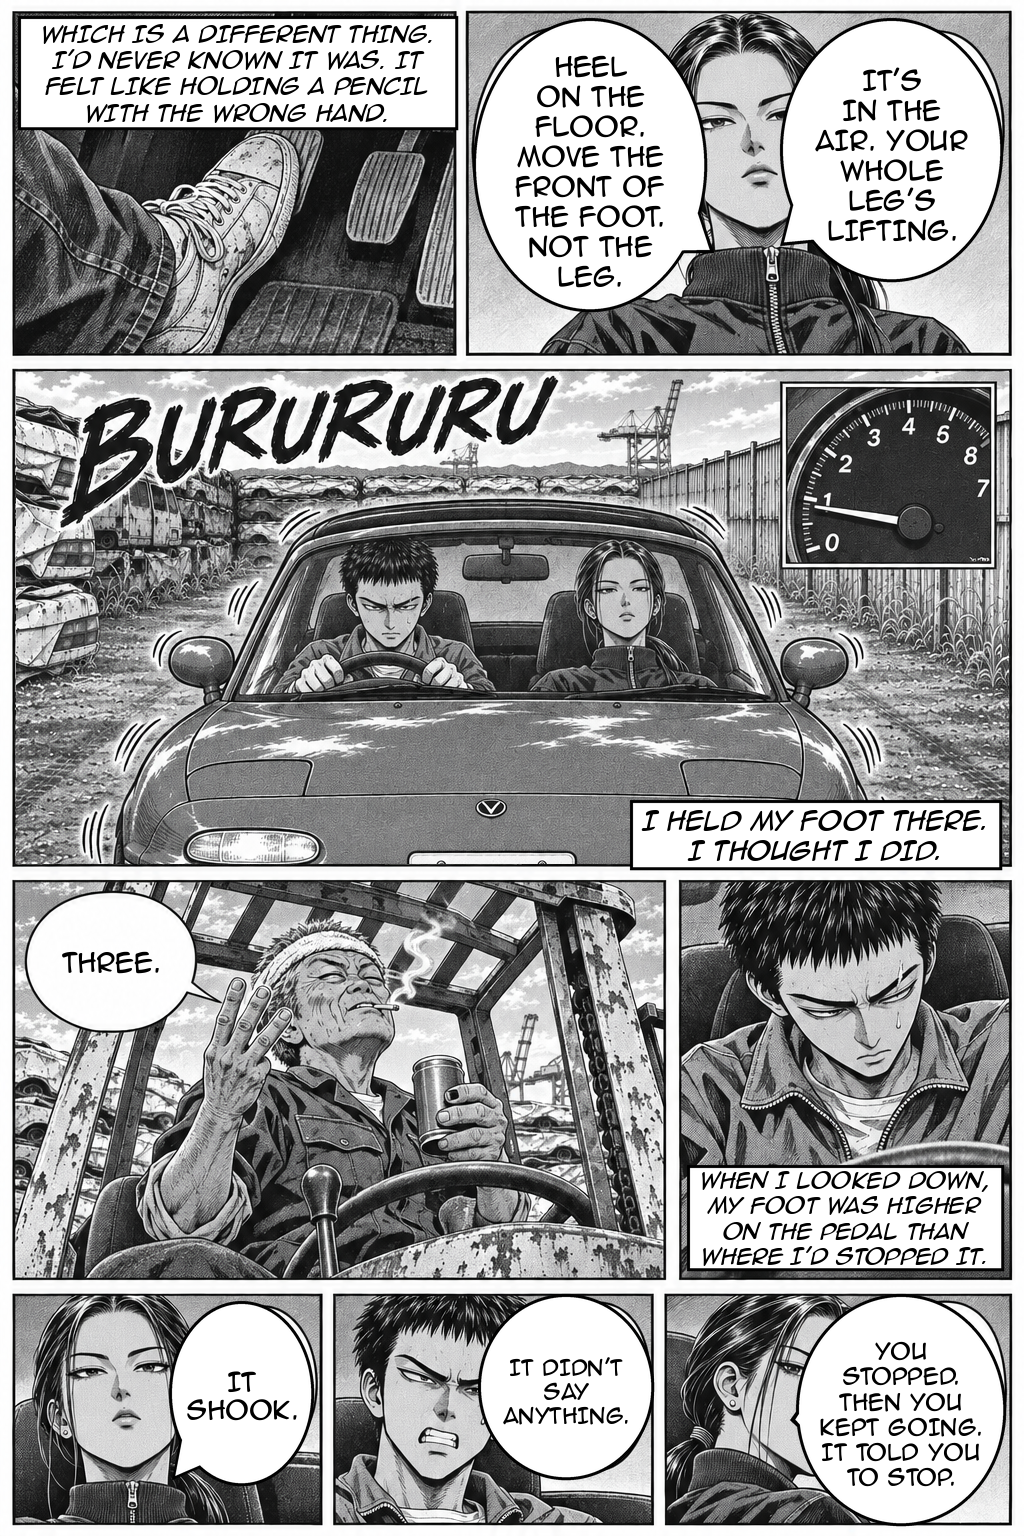 WHICH IS A DIFFERENT THING.
I'D NEVER KNOWN IT WAS. IT
FELT LIKE HOLDING A PENCIL
WITH THE WRONG HAND.
HEEL
ON THE
FLOOR.
MOVE THE
FRONT OF
THE FOOT.
NOT THE
LEG.
IT'S
IN THE
AIR. YOUR
WHOLE
LEG'S
LIFTING.
BURURURU
0
1
2
3
4
6
8
7
I HELD MY FOOT THERE.
I THOUGHT I DID.
THREE.
WHEN I LOOKED DOWN,
MY FOOT WAS HIGHER
ON THE PEDAL THAN
WHERE I'D STOPPED IT.
IT
SHOOK.
IT DIDN'T
SAY
ANYTHING.
YOU
STOPPED.
THEN YOU
KEPT GOING.
IT TOLD YOU
TO STOP.